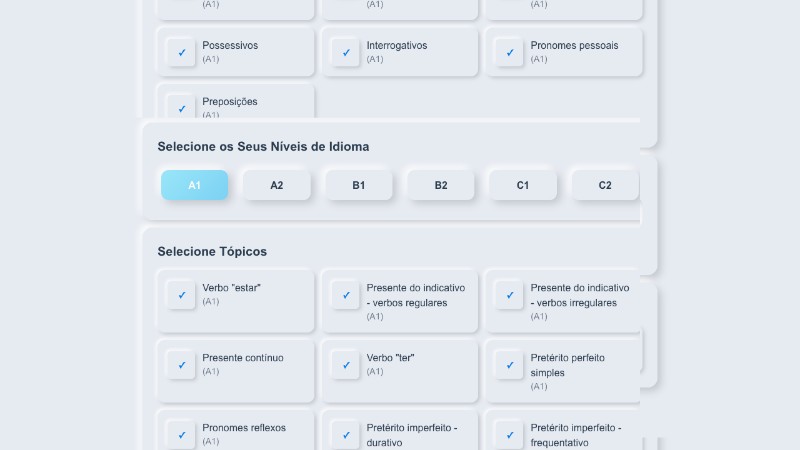 (A1) (A1) (A1)
✓ Possessivos ✓ Interrogativos ✓ Pronomes pessoais
(A1) (A1) (A1)
✓ Preposições
(A1)
Selecione os Seus Níveis de Idioma
A1 A2 B1 B2 C1 C2
Selecione Tópicos
✓ Verbo "estar"
(A1)
✓ Presente do indicativo
- verbos regulares
(A1)
✓ Presente do indicativo
- verbos irregulares
(A1)
✓ Presente contínuo
(A1)
✓ Verbo "ter"
(A1)
✓ Pretérito perfeito
simples
(A1)
✓ Pronomes reflexos
(A1)
✓ Pretérito imperfeito -
durativo
✓ Pretérito imperfeito -
frequentativo